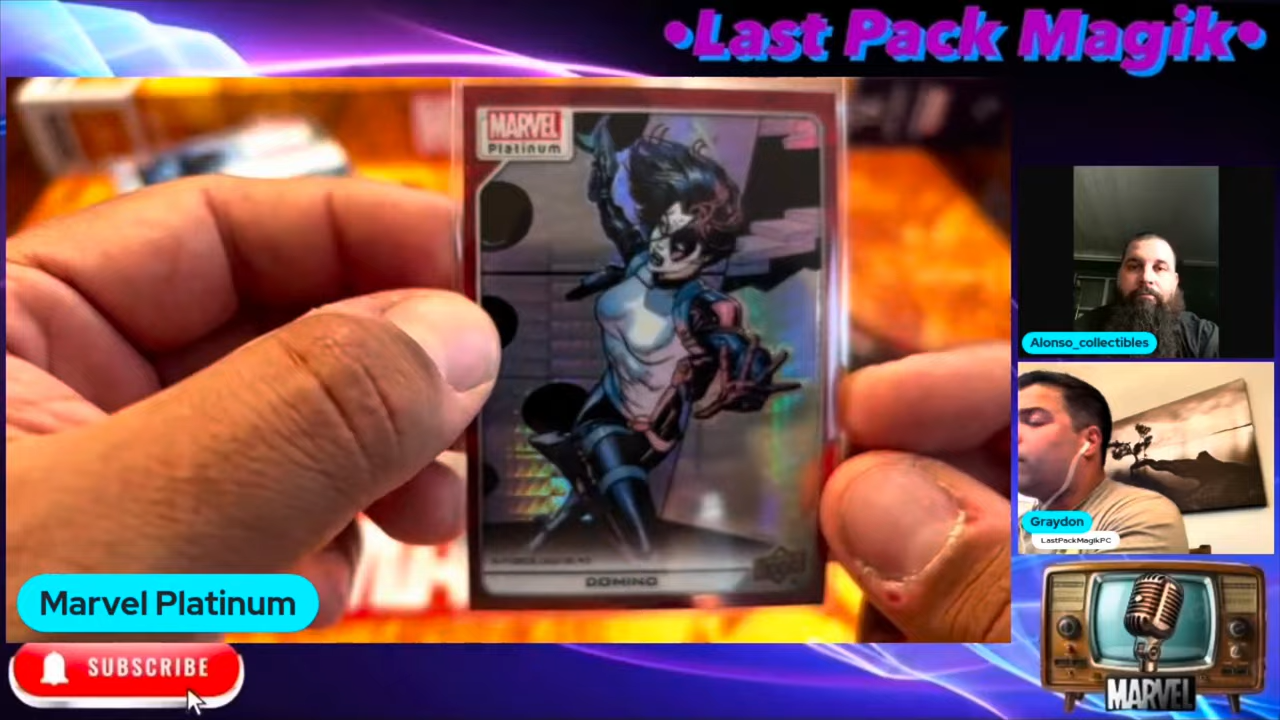 •Last Pack Magik•
MARVEL
Platinum
Alonso_collectibles
Graydon
LastPackMagikPC
DOMINO
Marvel Platinum
SUBSCRIBE
MARVEL